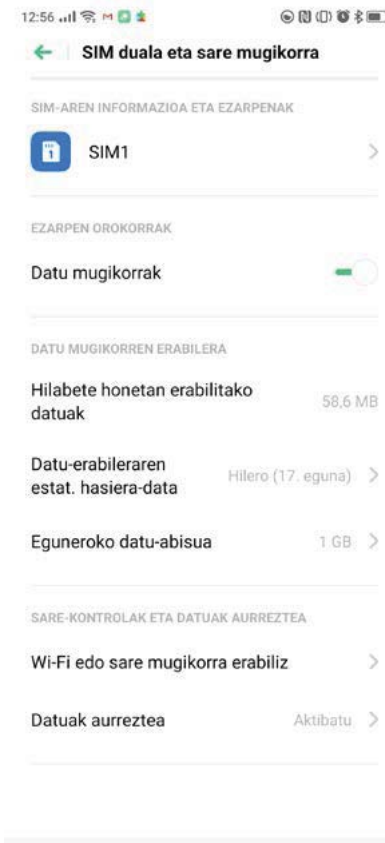 12:56
SIM duala eta sare mugikorra
SIM-AREN INFORMAZIOA ETA EZARPENAK
1
SIM1
EZARPEN OROKORRAK
Datu mugikorrak
DATU MUGIKORREN ERABILERA
Hilabete honetan erabilitako
datuak
58,6 MB
Datu-erabileraren
estat. hasiera-data
Hilero (17. eguna)
Eguneroko datu-abisua
1 GB
SARE-KONTROLAK ETA DATUAK AURREZTEA
Wi-Fi edo sare mugikorra erabiliz
Datuak aurreztea
Aktibatu